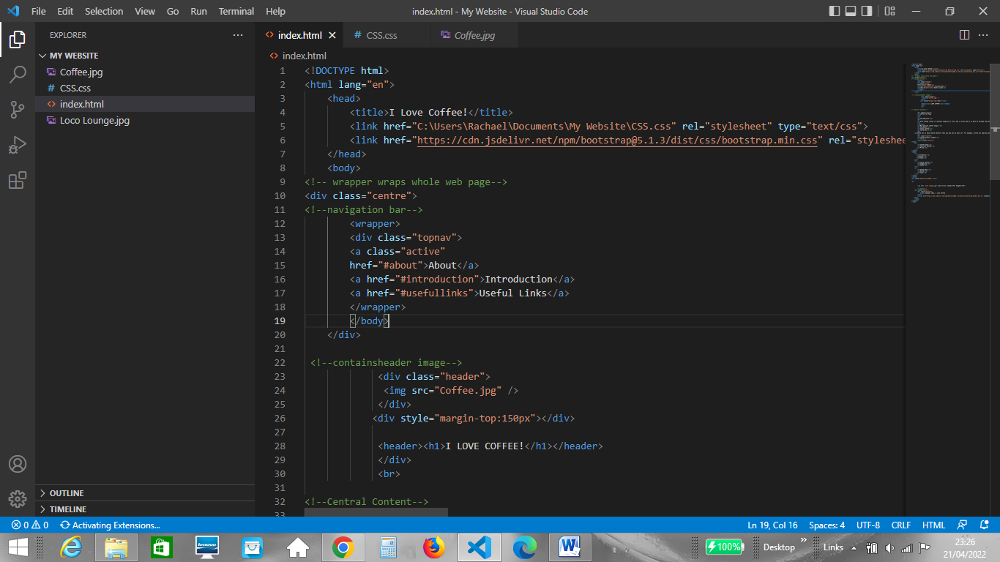 File Edit Selection View Go Run Terminal Help
index.html - My Website - Visual Studio Code
EXPLORER
MY WEBSITE
Coffee.jpg
# CSS.css
<> index.html
Loco Lounge.jpg
OUTLINE
TIMELINE
<> index.html # CSS.css Coffee.jpg
<> index.html
1 <!DOCTYPE html>
2 <html lang="en">
3 <head>
4 <title>I Love Coffee!</title>
5 <link href="C:\Users\Rachael\Documents\My Website\CSS.css" rel="stylesheet" type="text/css">
6 <link href="https://cdn.jsdelivr.net/npm/bootstrap@5.1.3/dist/css/bootstrap.min.css" rel="styleshee
7 </head>
8 <body>
9 <!-- wrapper wraps whole web page-->
10 <div class="centre">
11 <!--navigation bar-->
12 <wrapper>
13 <div class="topnav">
14 <a class="active"
15 href="#about">About</a>
16 <a href="#introduction">Introduction</a>
17 <a href="#usefullinks">Useful Links</a>
18 </wrapper>
19 </body>
20 </div>
21
22 <!--containsheader image-->
23 <div class="header">
24 <img src="Coffee.jpg" />
25 </div>
26 <div style="margin-top:150px"></div>
27
28 <header><h1>I LOVE COFFEE!</h1></header>
29 </div>
30 <br>
31
32 <!--Central Content-->
33
0 0 Activating Extensions...
Ln 19, Col 16 Spaces: 4 UTF-8 CRLF HTML
lenovo
100% Desktop Links
23:26
21/04/2022